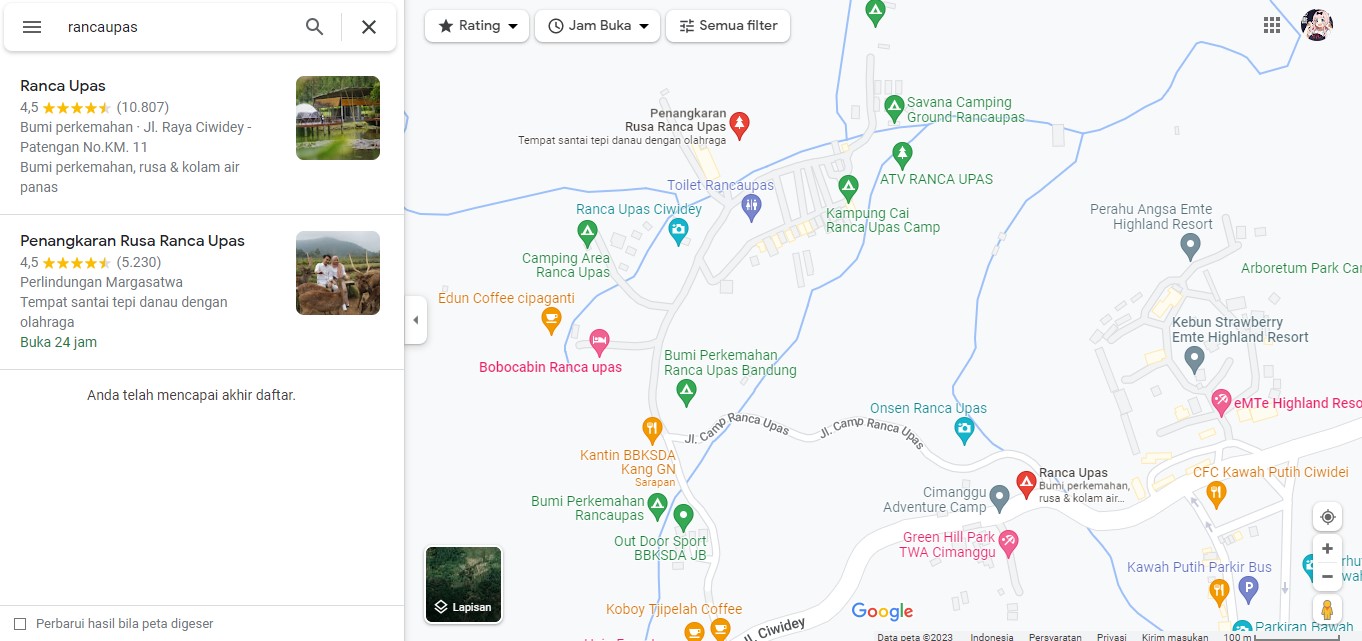 rancaupas
Rating
Jam Buka
Semua filter
Ranca Upas
4,5
(10.807)
Bumi perkemahan · Jl. Raya Ciwidey -
Patengan No.KM. 11
Bumi perkemahan, rusa & kolam air
panas
Penangkaran Rusa Ranca Upas
4,5
(5.230)
Perlindungan Margasatwa
Tempat santai tepi danau dengan
olahraga
Buka 24 jam
Anda telah mencapai akhir daftar.
Perbarui hasil bila peta digeser
Savana Camping
Ground Rancaupas
Penangkaran
Rusa Ranca Upas
Tempat santai tepi danau dengan olahraga
ATV RANCA UPAS
Toilet Rancaupas
Ranca Upas Ciwidey
Kampung Cai
Ranca Upas Camp
Perahu Angsa Emte
Highland Resort
Camping Area
Ranca Upas
Arboretum Park Car
Edun Coffee cipaganti
Kebun Strawberry
Emte Highland Resort
Bobocabin Ranca upas
Bumi Perkemahan
Ranca Upas Bandung
Onsen Ranca Upas
eMTe Highland Reso
Jl. Camp Ranca Upas
Jl. Camp Ranca Upas
Kantin BBKSDA
Kang GN
Sarapan
Ranca Upas
Bumi perkemahan,
rusa & kolam air...
CFC Kawah Putih Ciwidei
Cimanggu
Adventure Camp
Bumi Perkemahan
Rancaupas
Out Door Sport
BBKSDA JB
Green Hill Park
TWA Cimanggu
Kawah Putih Parkir Bus
P
Lapisan
Koboy Tjipelah Coffee
Google
Jl. Ciwidey
Parkiran Bawah
Data peta ©2023
Indonesia
Persyaratan
Privasi
Kirim masukan
100 m